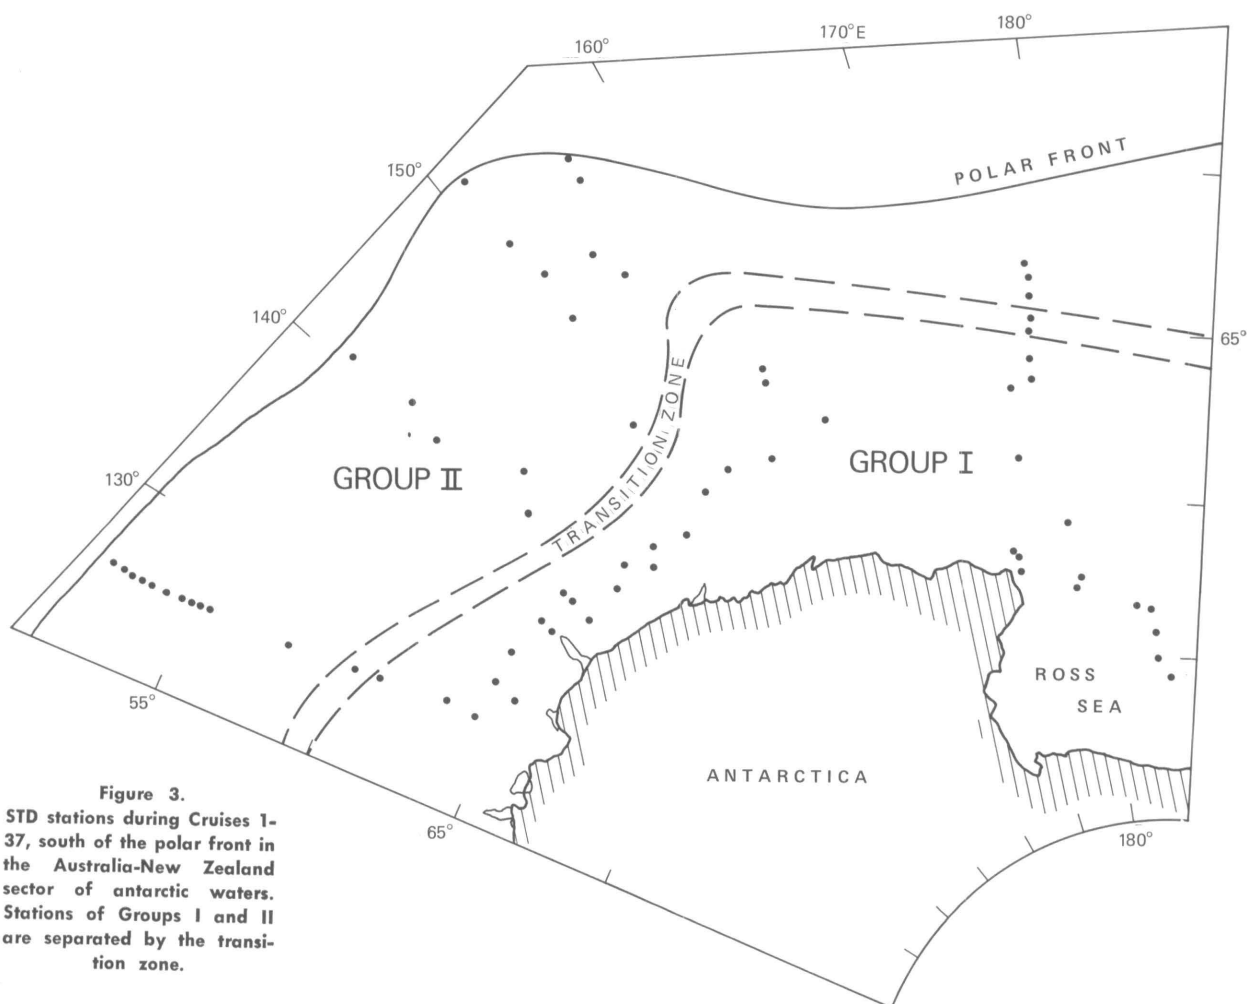 180°
170°E
160°
150°
POLAR FRONT
140°
65°
TRANSITION ZONE
GROUP I
GROUP II
130°
ROSS
SEA
55°
ANTARCTICA
65°
180°
Figure 3.
STD stations during Cruises 1-
37, south of the polar front in
the Australia-New Zealand
sector of antarctic waters.
Stations of Groups I and II
are separated by the transi-
tion zone.